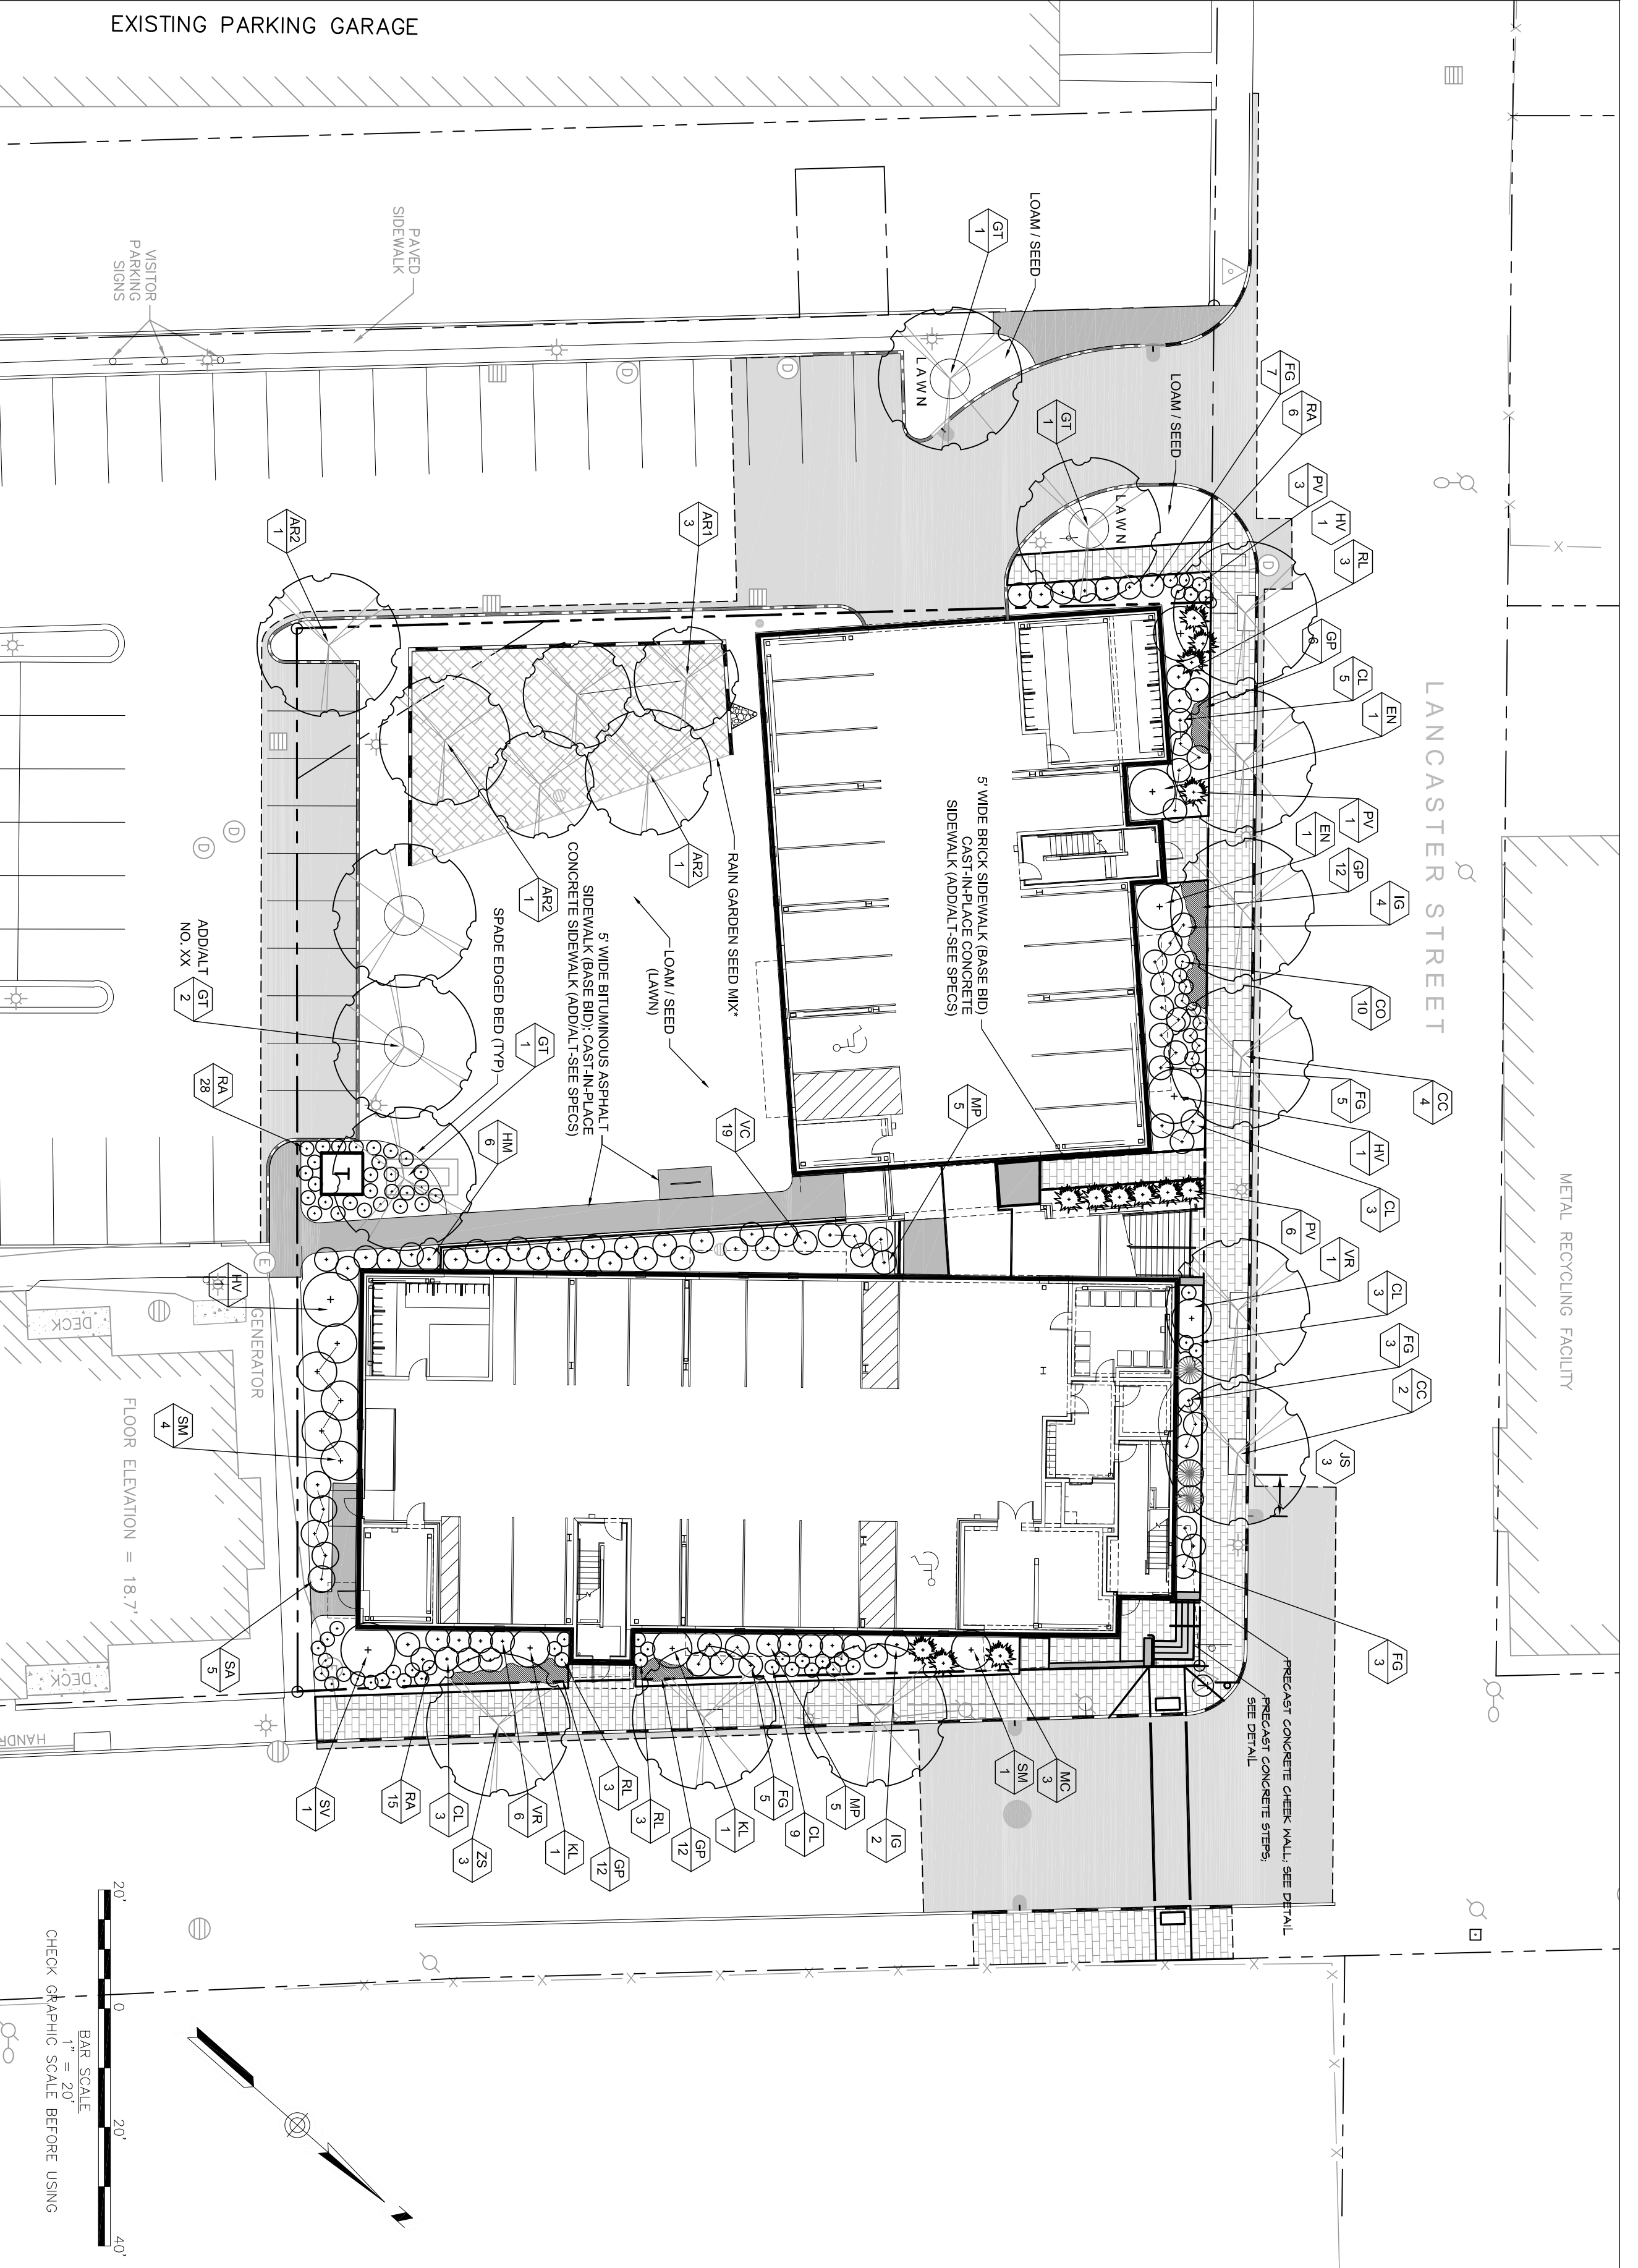 EXISTING PARKING GARAGE
LANCASTER STREET
METAL RECYCLING FACILITY
LOAM / SEED
GT
1
LAWN
PAVED
SIDEWALK
VISITOR
PARKING
SIGNS
GT
1
LOAM / SEED
LAWN
FG
7
RA
6
PV
3
HV
1
RL
3
GP
6
CL
5
EN
1
PV
1
EN
1
GP
12
IG
4
CO
10
CC
4
FG
5
HV
1
CL
3
PV
6
VR
1
CL
3
FG
3
CC
2
JS
3
FG
3
D
D
D
D
D
D
AR2
1
AR1
3
AR2
1
AR2
1
5' WIDE BRICK SIDEWALK (BASE BID)
CAST-IN-PLACE CONCRETE
SIDEWALK (ADD/ALT-SEE SPECS)
RAIN GARDEN SEED MIX*
LOAM / SEED
(LAWN)
5' WIDE BITUMINOUS ASPHALT
SIDEWALK (BASE BID); CAST-IN-PLACE
CONCRETE SIDEWALK (ADD/ALT-SEE SPECS)
SPADE EDGED BED (TYP)
ADD/ALT
NO. XX
GT
2
GT
1
RA
28
HM
6
VC
19
MP
5
T
E
HV
GENERATOR
DECK
FLOOR ELEVATION = 18.7'
SM
4
SA
5
DECK
HANDR
SV
1
RA
15
CL
3
ZS
3
VR
6
KL
1
GP
12
RL
3
RL
3
GP
12
KL
1
FG
5
CL
9
MP
5
IG
2
SM
1
MC
3
PRECAST CONCRETE CHEEK WALL; SEE DETAIL
PRECAST CONCRETE STEPS;
SEE DETAIL
20'
0
20'
40'
BAR SCALE
1" = 20'
CHECK GRAPHIC SCALE BEFORE USING
N